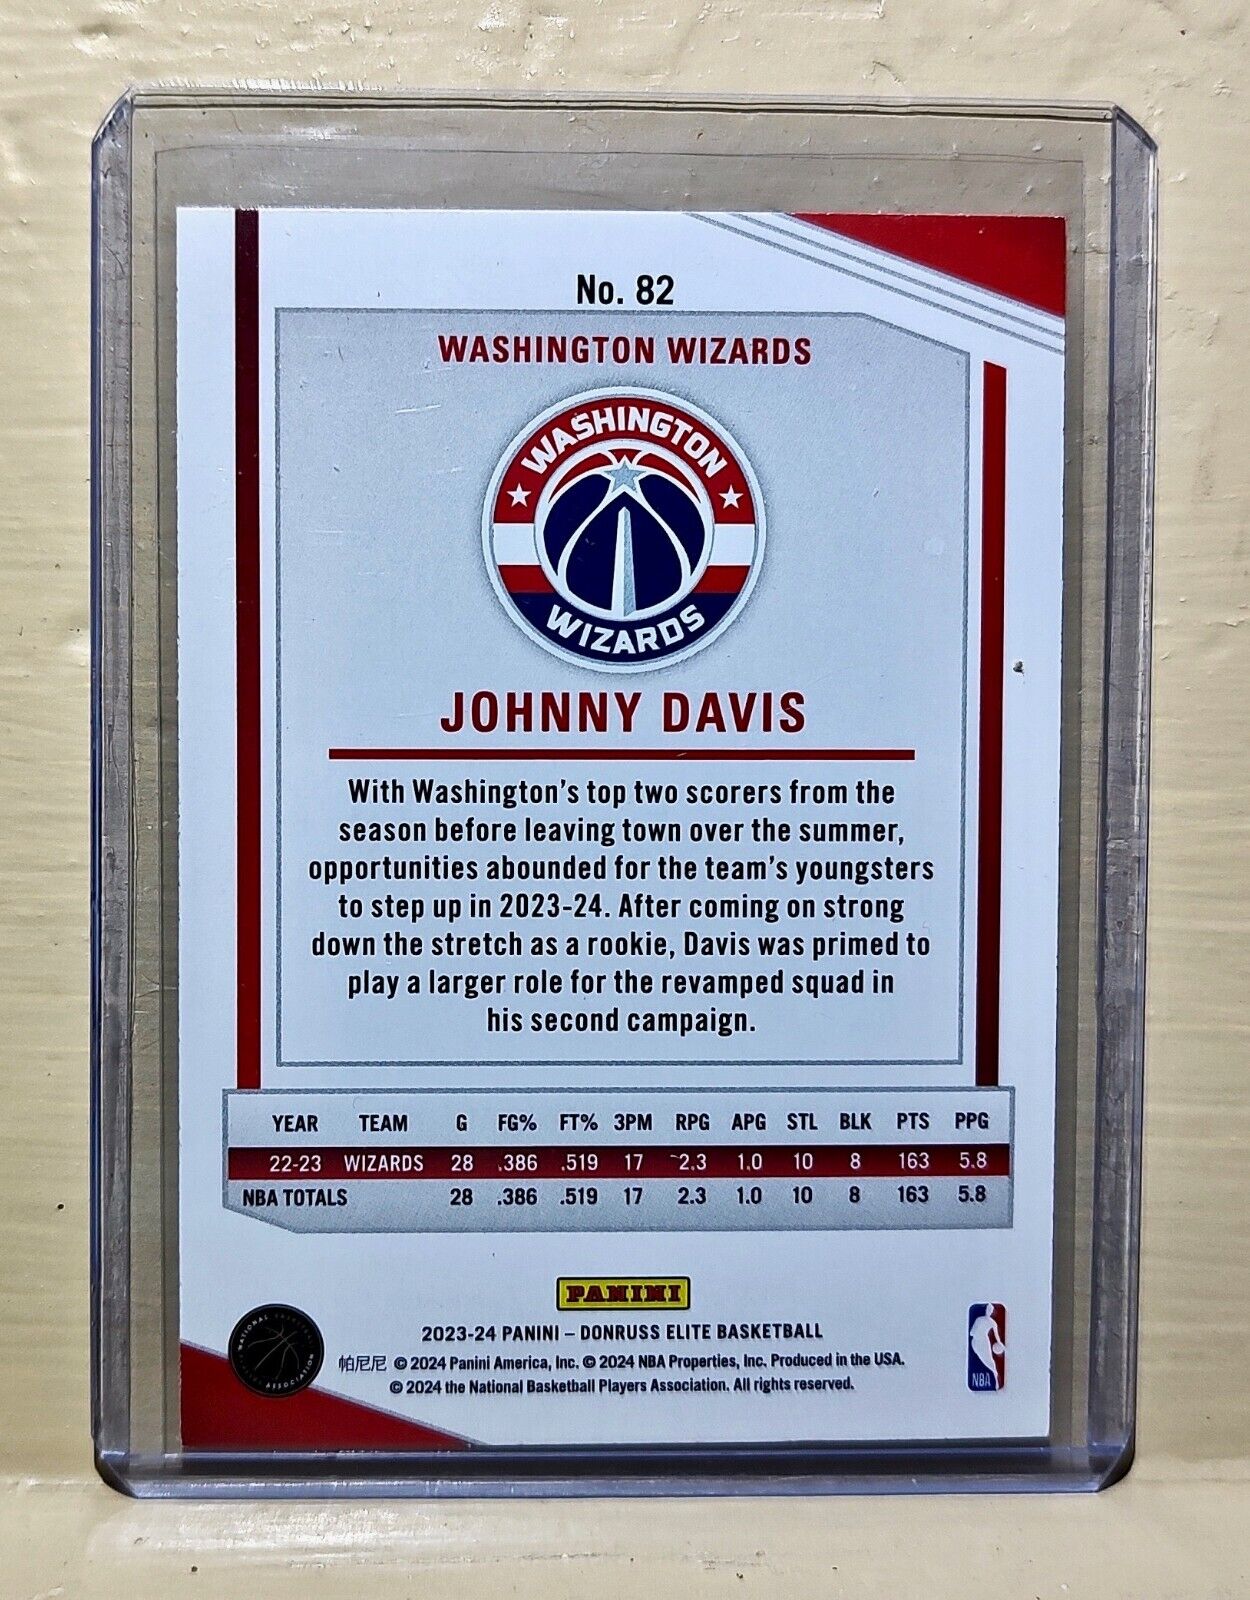 No. 82
WASHINGTON WIZARDS
WASHINGTON
WIZARDS
JOHNNY DAVIS
With Washington's top two scorers from the
season before leaving town over the summer,
opportunities abounded for the team's youngsters
to step up in 2023-24. After coming on strong
down the stretch as a rookie, Davis was primed to
play a larger role for the revamped squad in
his second campaign.
YEAR TEAM G FG% FT% 3PM RPG APG STL BLK PTS PPG
22-23 WIZARDS 28 .386 .519 17 2.3 1.0 10 8 163 5.8
NBA TOTALS 28 .386 .519 17 2.3 1.0 10 8 163 5.8
PANINI
2023-24 PANINI – DONRUSS ELITE BASKETBALL
帕尼尼 © 2024 Panini America, Inc. © 2024 NBA Properties, Inc. Produced in the USA.
© 2024 the National Basketball Players Association. All rights reserved.
NATIONAL BASKETBALL
ASSOCIATION
NBA